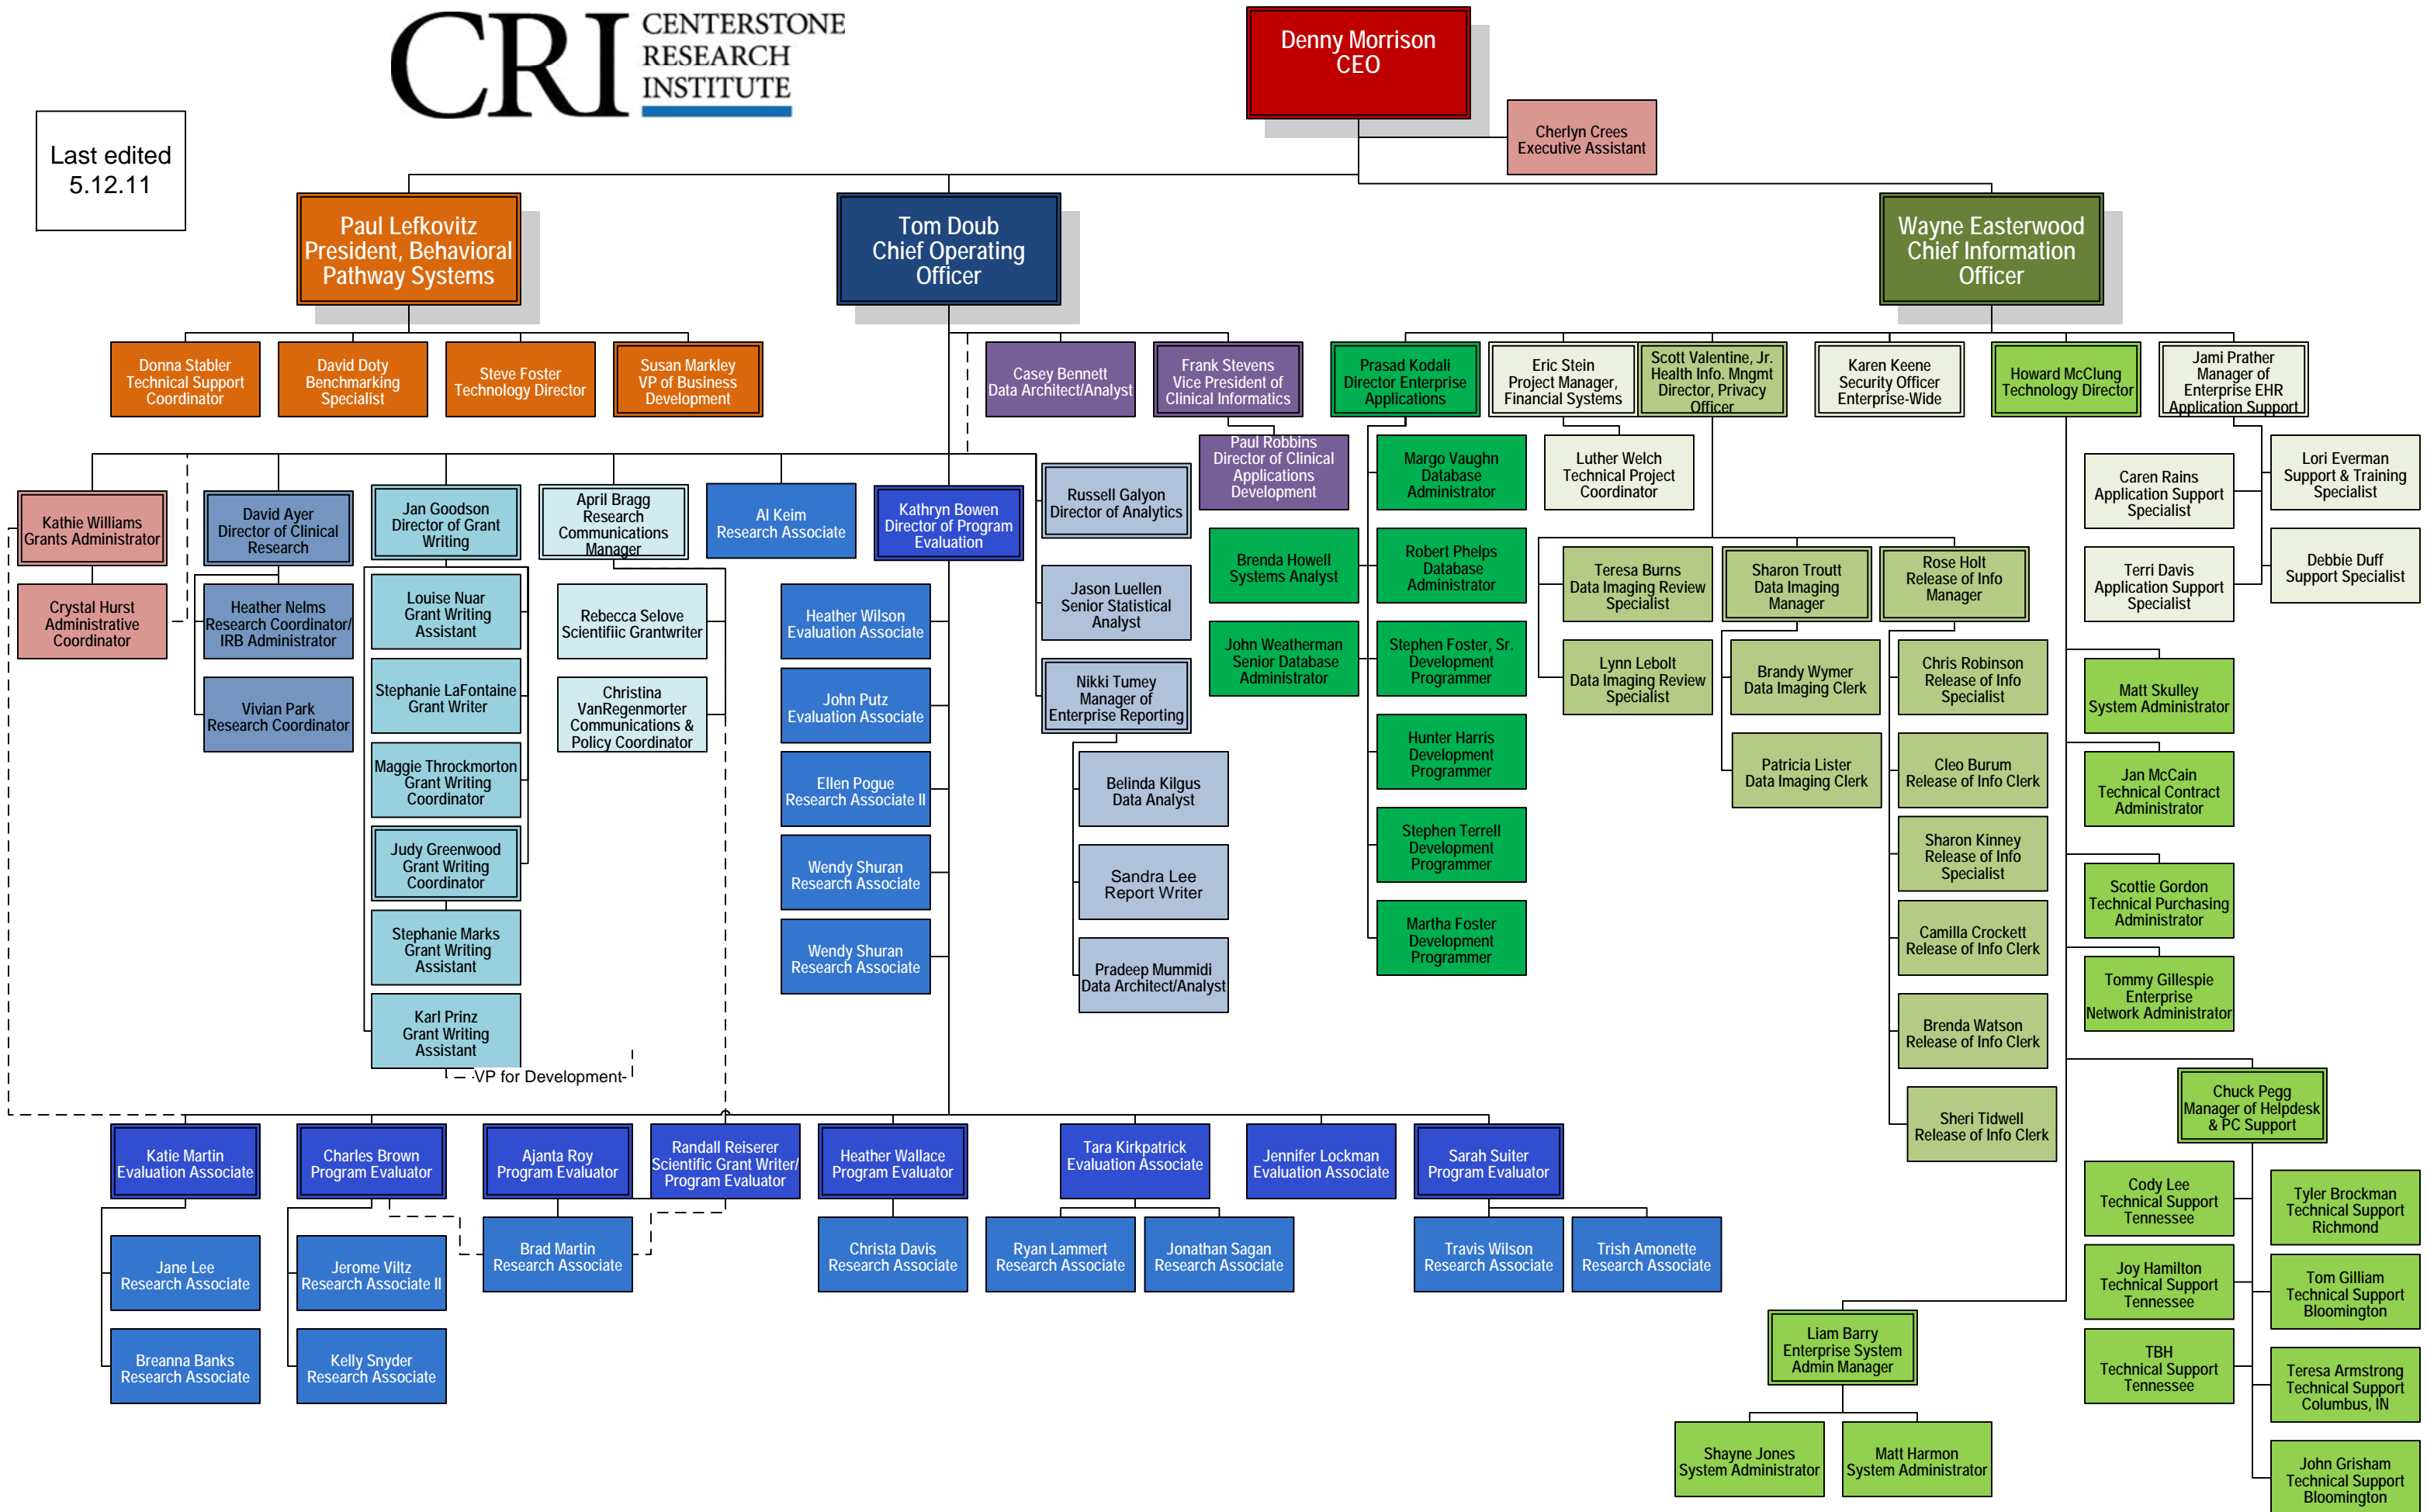 CRI
CENTERSTONE
RESEARCH
INSTITUTE
Denny Morrison
CEO
Cherlyn Crees
Executive Assistant
Last edited
5.12.11
Paul Lefkovitz
President, Behavioral
Pathway Systems
Tom Doub
Chief Operating
Officer
Wayne Easterwood
Chief Information
Officer
Donna Stabler
Technical Support
Coordinator
David Doty
Benchmarking
Specialist
Steve Foster
Technology Director
Susan Markley
VP of Business
Development
Casey Bennett
Data Architect/Analyst
Frank Stevens
Vice President of
Clinical Informatics
Prasad Kodali
Director Enterprise
Applications
Eric Stein
Project Manager,
Financial Systems
Scott Valentine, Jr.
Health Info. Mngmt
Director, Privacy
Officer
Karen Keene
Security Officer
Enterprise-Wide
Howard McClung
Technology Director
Jami Prather
Manager of
Enterprise EHR
Application Support
Paul Robbins
Director of Clinical
Applications
Development
Margo Vaughn
Database
Administrator
Luther Welch
Technical Project
Coordinator
Caren Rains
Application Support
Specialist
Lori Everman
Support & Training
Specialist
Kathie Williams
Grants Administrator
David Ayer
Director of Clinical
Research
Jan Goodson
Director of Grant
Writing
April Bragg
Research
Communications
Manager
Al Keim
Research Associate
Kathryn Bowen
Director of Program
Evaluation
Russell Galyon
Director of Analytics
Brenda Howell
Systems Analyst
Robert Phelps
Database
Administrator
Teresa Burns
Data Imaging Review
Specialist
Sharon Troutt
Data Imaging
Manager
Rose Holt
Release of Info
Manager
Terri Davis
Application Support
Specialist
Debbie Duff
Support Specialist
Crystal Hurst
Administrative
Coordinator
Heather Nelms
Research Coordinator/
IRB Administrator
Louise Nuar
Grant Writing
Assistant
Rebecca Selove
Scientifiic Grantwriter
Heather Wilson
Evaluation Associate
Jason Luellen
Senior Statistical
Analyst
John Weatherman
Senior Database
Administrator
Stephen Foster, Sr.
Development
Programmer
Lynn Lebolt
Data Imaging Review
Specialist
Brandy Wymer
Data Imaging Clerk
Chris Robinson
Release of Info
Specialist
Matt Skulley
System Administrator
Vivian Park
Research Coordinator
Stephanie LaFontaine
Grant Writer
Christina
VanRegenmorter
Communications &
Policy Coordinator
John Putz
Evaluation Associate
Nikki Tumey
Manager of
Enterprise Reporting
Hunter Harris
Development
Programmer
Patricia Lister
Data Imaging Clerk
Cleo Burum
Release of Info Clerk
Jan McCain
Technical Contract
Administrator
Maggie Throckmorton
Grant Writing
Coordinator
Ellen Pogue
Research Associate II
Belinda Kilgus
Data Analyst
Stephen Terrell
Development
Programmer
Sharon Kinney
Release of Info
Specialist
Scottie Gordon
Technical Purchasing
Administrator
Judy Greenwood
Grant Writing
Coordinator
Wendy Shuran
Research Associate
Sandra Lee
Report Writer
Martha Foster
Development
Programmer
Camilla Crockett
Release of Info Clerk
Tommy Gillespie
Enterprise
Network Administrator
Stephanie Marks
Grant Writing
Assistant
Wendy Shuran
Research Associate
Pradeep Mummidi
Data Architect/Analyst
Brenda Watson
Release of Info Clerk
Karl Prinz
Grant Writing
Assistant
VP for Development
Sheri Tidwell
Release of Info Clerk
Chuck Pegg
Manager of Helpdesk
& PC Support
Katie Martin
Evaluation Associate
Charles Brown
Program Evaluator
Ajanta Roy
Program Evaluator
Randall Reiserer
Scientific Grant Writer/
Program Evaluator
Heather Wallace
Program Evaluator
Tara Kirkpatrick
Evaluation Associate
Jennifer Lockman
Evaluation Associate
Sarah Suiter
Program Evaluator
Cody Lee
Technical Support
Tennessee
Tyler Brockman
Technical Support
Richmond
Jane Lee
Research Associate
Jerome Viltz
Research Associate II
Brad Martin
Research Associate
Christa Davis
Research Associate
Ryan Lammert
Research Associate
Jonathan Sagan
Research Associate
Travis Wilson
Research Associate
Trish Amonette
Research Associate
Joy Hamilton
Technical Support
Tennessee
Tom Gilliam
Technical Support
Bloomington
Breanna Banks
Research Associate
Kelly Snyder
Research Associate
Liam Barry
Enterprise System
Admin Manager
TBH
Technical Support
Tennessee
Teresa Armstrong
Technical Support
Columbus, IN
Shayne Jones
System Administrator
Matt Harmon
System Administrator
John Grisham
Technical Support
Bloomington